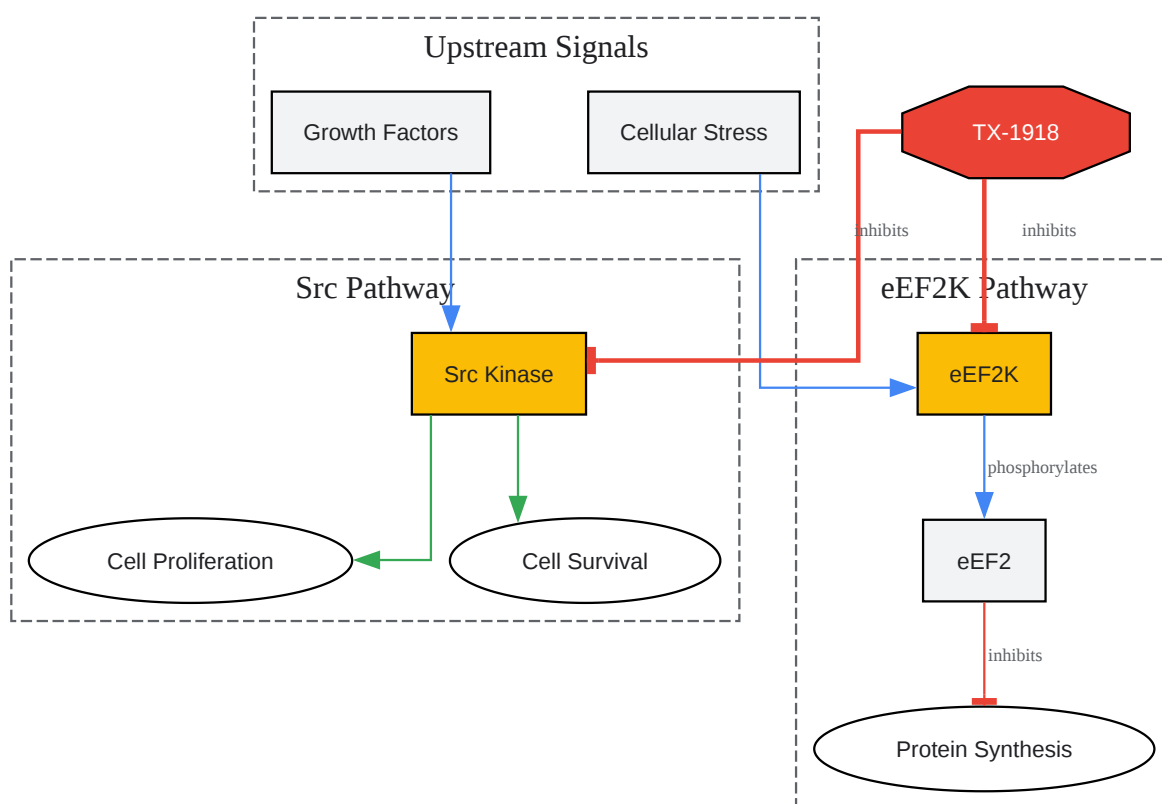 Upstream Signals
Growth Factors
Cellular Stress
TX-1918
inhibits
inhibits
Src Pathway
eEF2K Pathway
Src Kinase
eEF2K
phosphorylates
Cell Proliferation
Cell Survival
eEF2
inhibits
Protein Synthesis